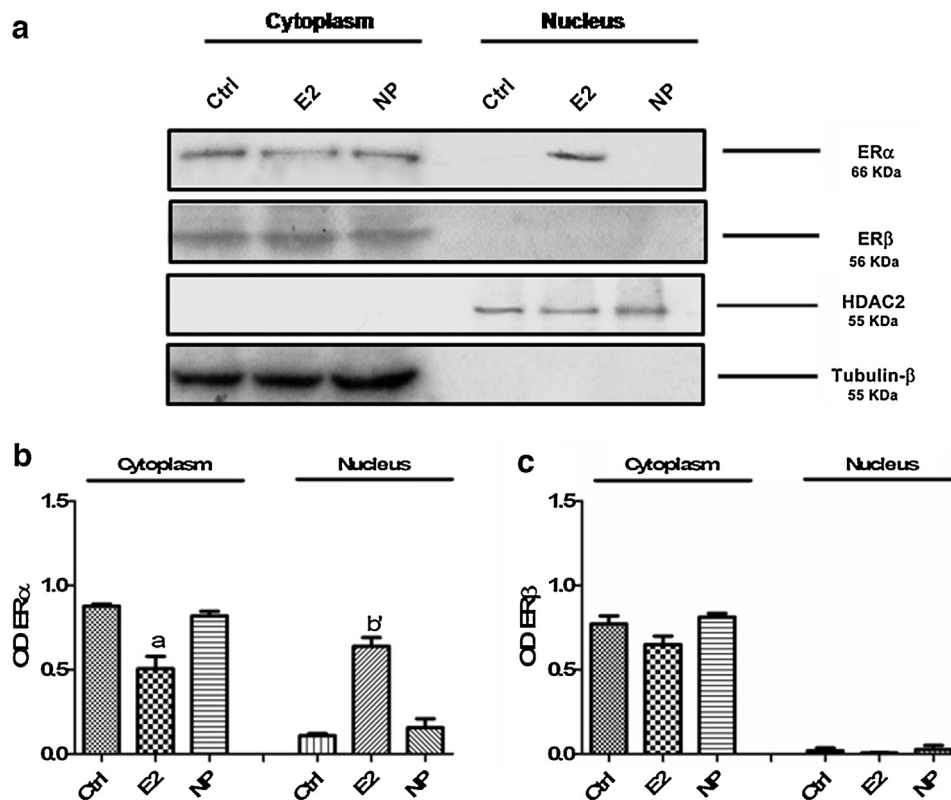 a
Cytoplasm Nucleus
Ctrl E2 NP Ctrl E2 NP
ERα
66 KDa
ERβ
56 KDa
HDAC2
55 KDa
Tubulin-β
55 KDa
b
Cytoplasm Nucleus
OD ERα
1.5
1.0
0.5
0.0
a
b'
Ctrl E2 NP Ctrl E2 NP
c
Cytoplasm Nucleus
OD ERβ
1.5
1.0
0.5
0.0
Ctrl E2 NP Ctrl E2 NP